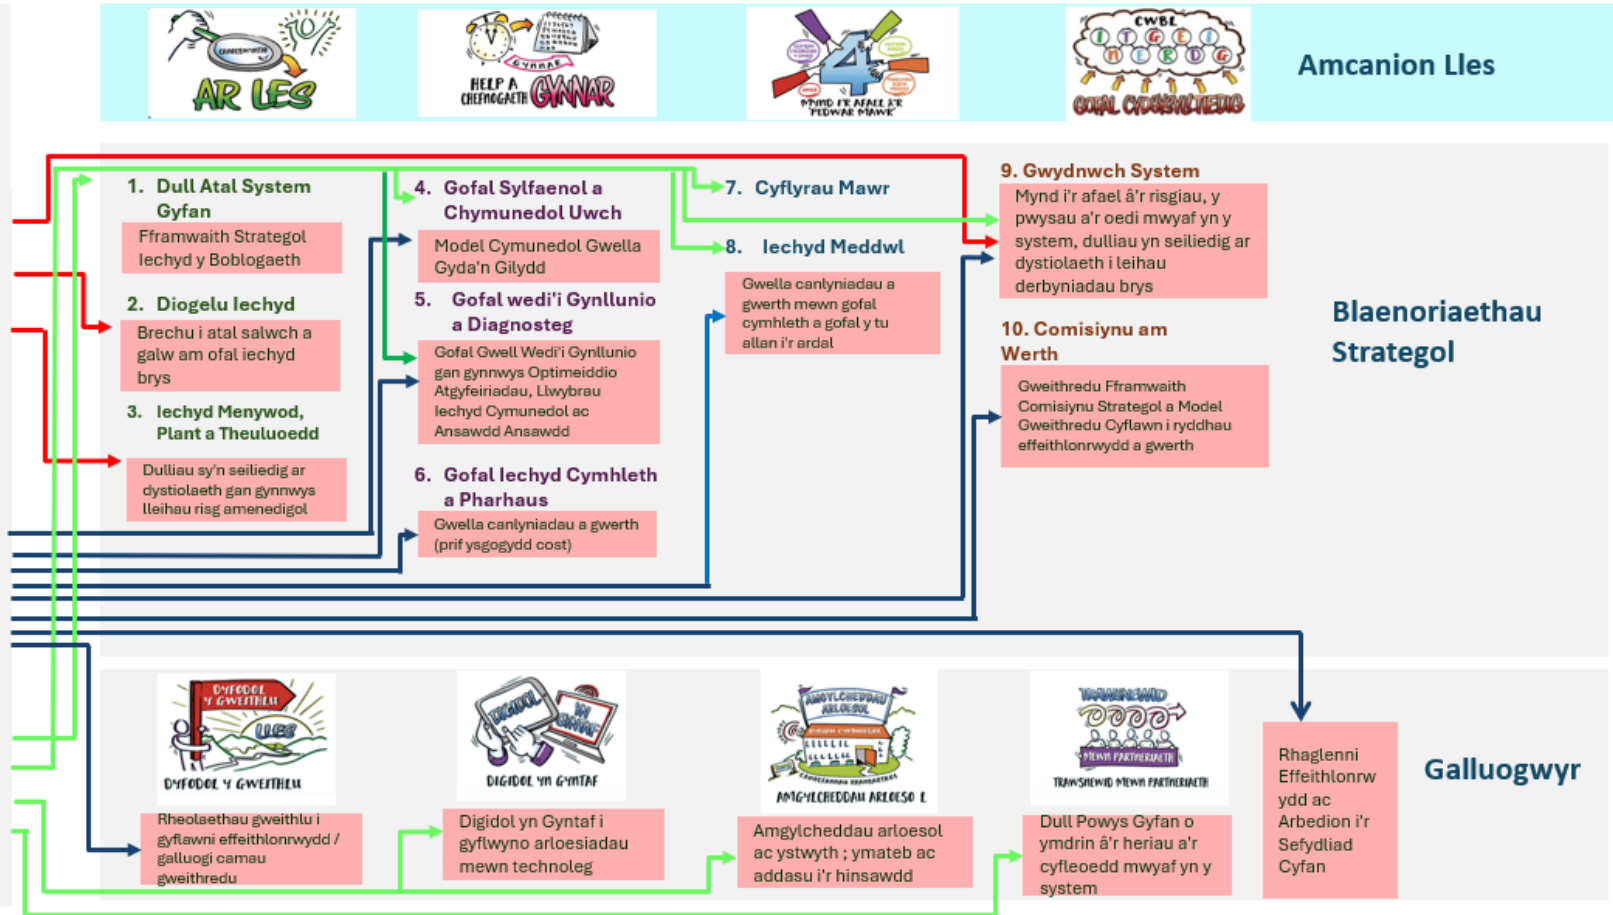 AR LES
HELP A
CHEFNOGAETH GYNNAR
GYNNAR
4
MYND I'R AFAEL Â'R
'PEDWAR MAWR'
CWBL
INTEGREDIG
GOFAL CYDGYSYLLTIEDIG
Amcanion Lles
1. Dull Atal System
Gyfan
Fframwaith Strategol
Iechyd y Boblogaeth
2. Diogelu Iechyd
Brechu i atal salwch a
galw am ofal iechyd
brys
3. Iechyd Menywod,
Plant a Theuluoedd
Dulliau sy'n seiliedig ar
dystiolaeth gan gynnwys
lleihau risg amenedigol
4. Gofal Sylfaenol a
Chymunedol Uwch
Model Cymunedol Gwella
Gyda'n Gilydd
5. Gofal wedi'i Gynllunio
a Diagnosteg
Gofal Gwell Wedi'i Gynllunio
gan gynnwys Optimeiddio
Atgyfeiriadau, Llwybrau
Iechyd Cymunedol ac
Ansawdd Ansawdd
6. Gofal Iechyd Cymhleth
a Pharhaus
Gwella canlyniadau a gwerth
(prif ysgogydd cost)
7. Cyflyrau Mawr
8. Iechyd Meddwl
Gwella canlyniadau a
gwerth mewn gofal
cymhleth a gofal y tu
allan i'r ardal
9. Gwydnwch System
Mynd i'r afael â'r risgiau, y
pwysau a'r oedi mwyaf yn y
system, dulliau yn seiliedig ar
dystiolaeth i leihau
derbyniadau brys
10. Comisiynu am
Werth
Gweithredu Fframwaith
Comisiynu Strategol a Model
Gweithredu Cyflawn i ryddhau
effeithlonrwydd a gwerth
Blaenoriaethau
Strategol
DYFODOL
Y GWEITHLU
LLES
DYFODOL Y GWEITHLU
Rheolaethau gweithlu i
gyflawni effeithlonrwydd /
galluogi camau
gweithredu
DIGIDOL
YN
GYNTAF
DIGIDOL YN GYNTAF
Digidol yn Gyntaf i
gyflwyno arloesiadau
mewn technoleg
AMGYLCHEDDAU
ARLOESOL
AMGYLCHEDDAU ARLOESO L
Amgylcheddau arloesol
ac ystwyth ; ymateb ac
addasu i'r hinsawdd
TRAWSNEWID
MEWN PARTNERIAETH
TRAWSNEWID MEWN PARTNERIAETH
Dull Powys Gyfan o
ymdrin â'r heriau a'r
cyfleoedd mwyaf yn y
system
Rhaglenni
Effeithlonrw
ydd ac
Arbedion i'r
Sefydliad
Cyfan
Galluogwyr